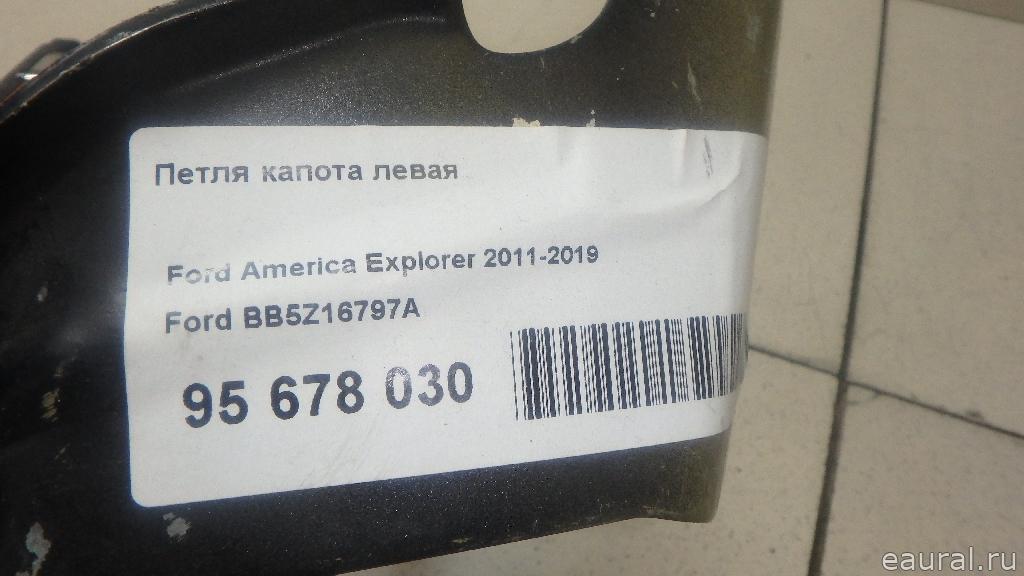 Петля капота левая
Ford America Explorer 2011-2019
Ford BB5Z16797A
95 678 030
eaural.ru